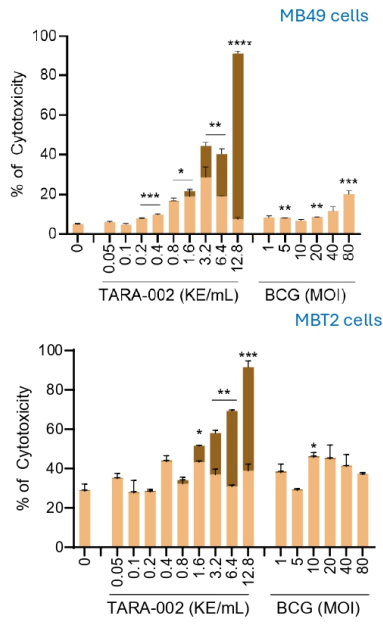 MB49 cells
% of Cytotoxicity
100
80
60
40
20
0
*** * ** **** ** ** ***
0 0.05 0.1 0.2 0.4 0.8 1.6 3.2 6.4 12.8 1 5 10 20 40 80
TARA-002 (KE/mL) BCG (MOI)
MBT2 cells
% of Cytotoxicity
100
80
60
40
20
0
* ** *** *
0 0.05 0.1 0.2 0.4 0.8 1.6 3.2 6.4 12.8 1 5 10 20 40 80
TARA-002 (KE/mL) BCG (MOI)